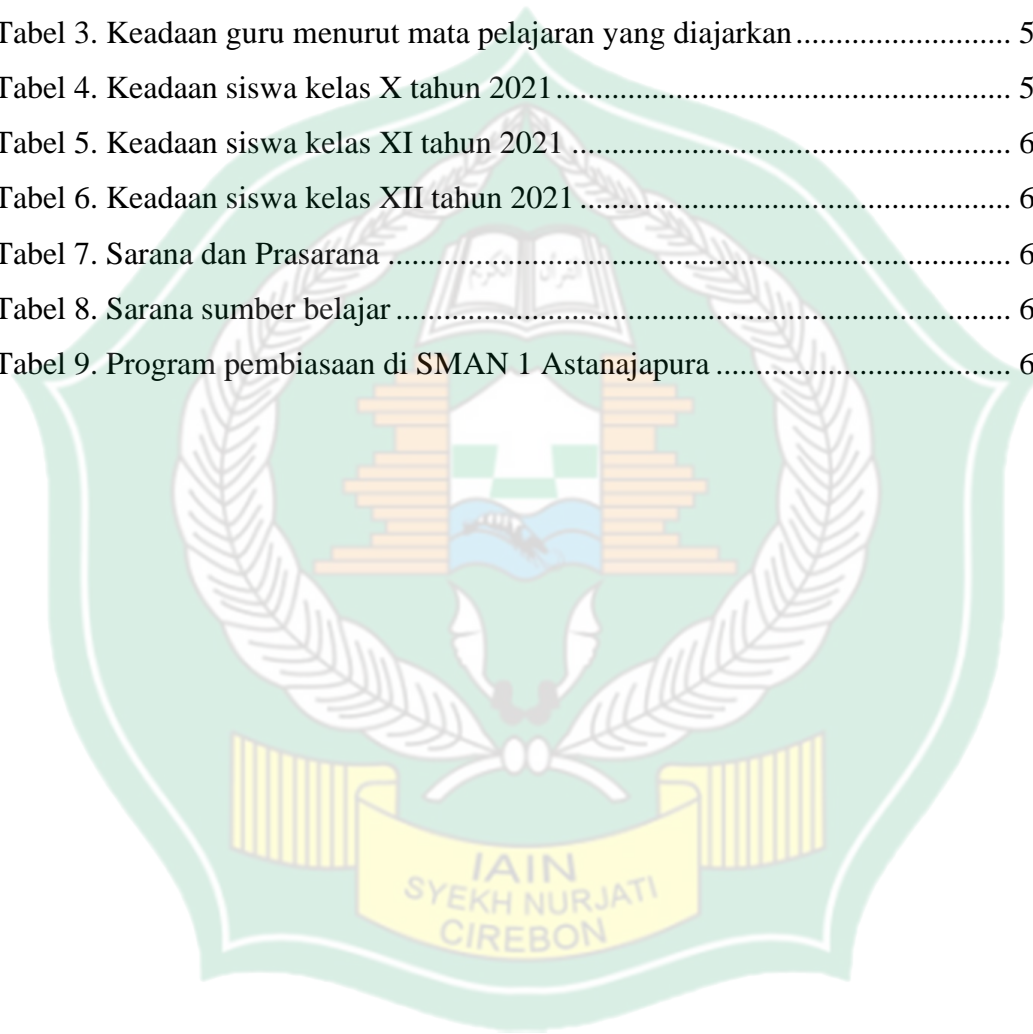 Tabel 3. Keadaan guru menurut mata pelajaran yang diajarkan ........................ 5
Tabel 4. Keadaan siswa kelas X tahun 2021 ..................................................... 5
Tabel 5. Keadaan siswa kelas XI tahun 2021 ................................................... 6
Tabel 6. Keadaan siswa kelas XII tahun 2021 .................................................. 6
Tabel 7. Sarana dan Prasarana ......................................................................... 6
Tabel 8. Sarana sumber belajar ........................................................................ 6
Tabel 9. Program pembiasaan di SMAN 1 Astanajapura ................................. 6
IAIN
SYEKH NURJATI
CIREBON